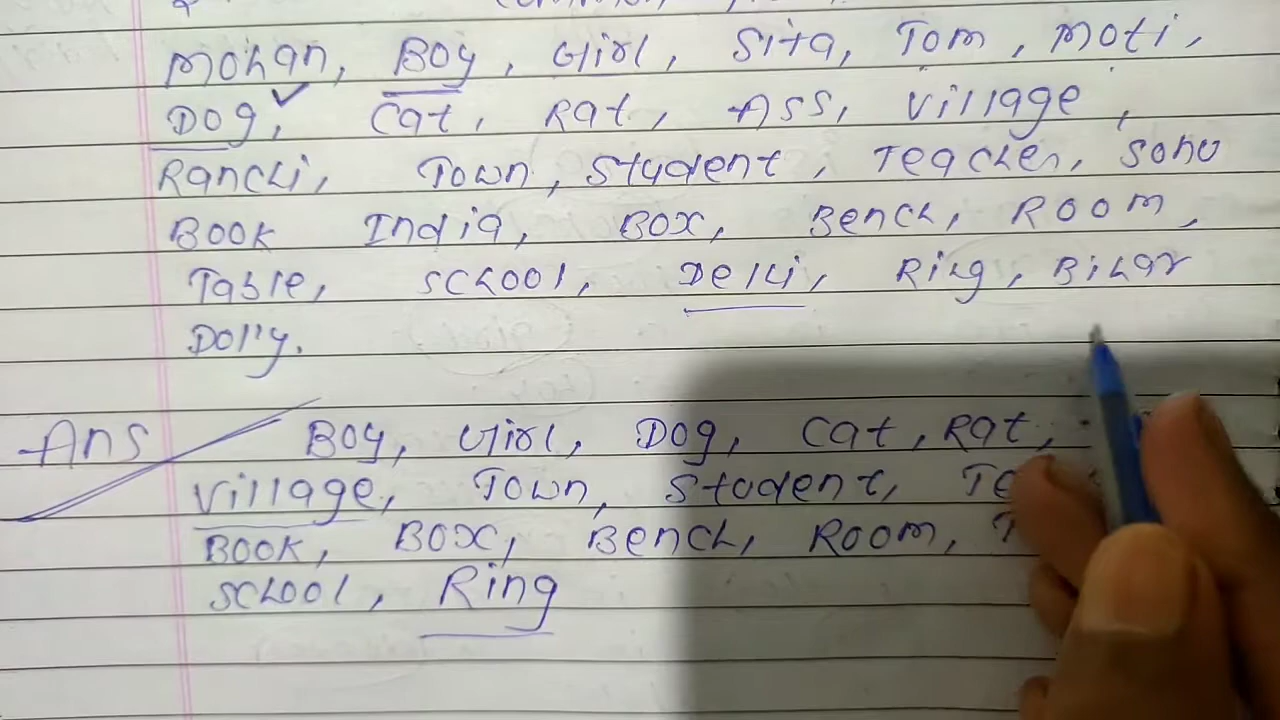 Mohan, Boy, Girl, Sita, Tom, Moti,
Dog, Cat, Rat, Ass, Village,
Ranchi, Town, Student, Teacher, Sonu
Book India, Box, Bench, Room,
Table, School, Delhi, Ring, Bihar
Dolly.
Ans Boy, Girl, Dog, Cat, Rat,
Village, Town, Student,
Book, Box, Bench, Room,
School, Ring